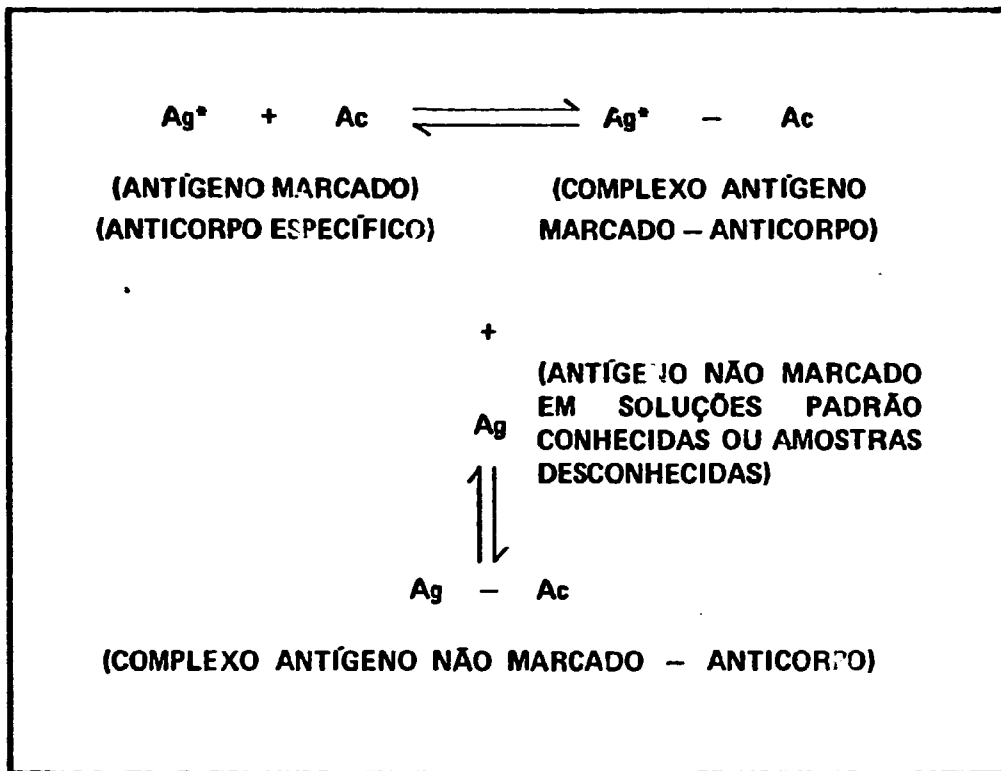 Ag* + Ac ⇌ Ag* – Ac
(ANTÍGENO MARCADO) (COMPLEXO ANTÍGENO
(ANTICORPO ESPECÍFICO) MARCADO – ANTICORPO)
+
(ANTÍGENO NÃO MARCADO
EM SOLUÇÕES PADRÃO
Ag CONHECIDAS OU AMOSTRAS
DESCONHECIDAS)
Ag – Ac
(COMPLEXO ANTÍGENO NÃO MARCADO – ANTICORPO)